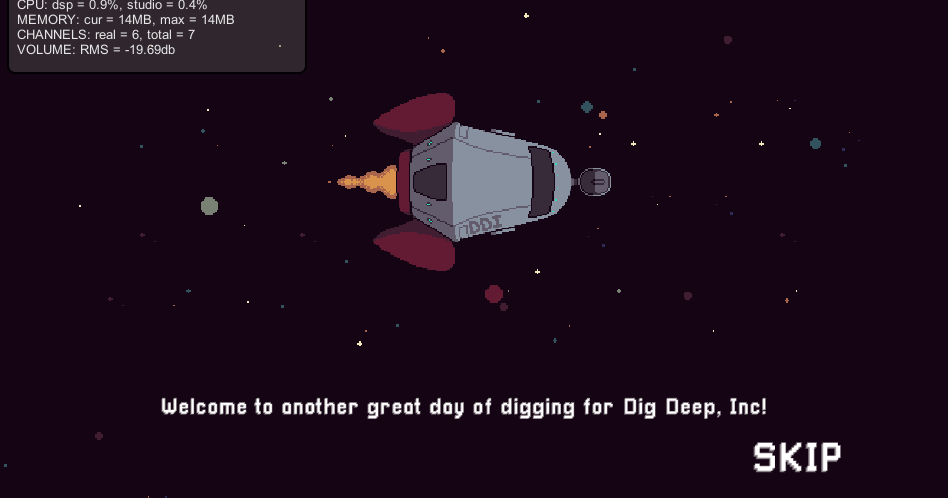 CPU: dsp = 0.9%, studio = 0.4%
MEMORY: cur = 14MB, max = 14MB
CHANNELS: real = 6, total = 7
VOLUME: RMS = -19.69db
DDI
Welcome to another great day of digging for Dig Deep, Inc!
SKIP